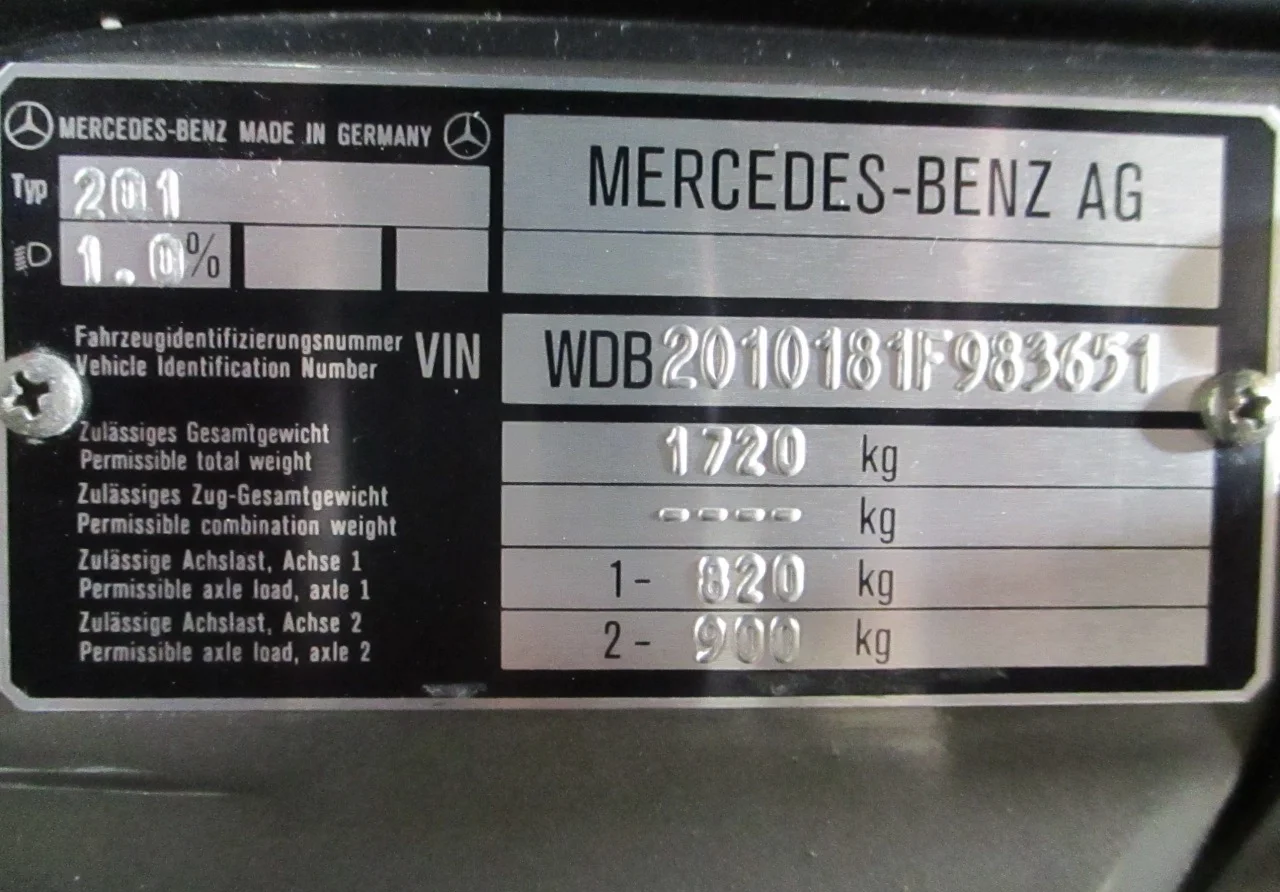 MERCEDES-BENZ MADE IN GERMANY
MERCEDES-BENZ AG
Typ 201
1.0%
Fahrzeugidentifizierungsnummer
Vehicle Identification Number
VIN WDB2010181F983651
Zulässiges Gesamtgewicht
Permissible total weight
1720 kg
Zulässiges Zug-Gesamtgewicht
Permissible combination weight
---- kg
Zulässige Achslast, Achse 1
Permissible axle load, axle 1
1- 820 kg
Zulässige Achslast, Achse 2
Permissible axle load, axle 2
2- 900 kg